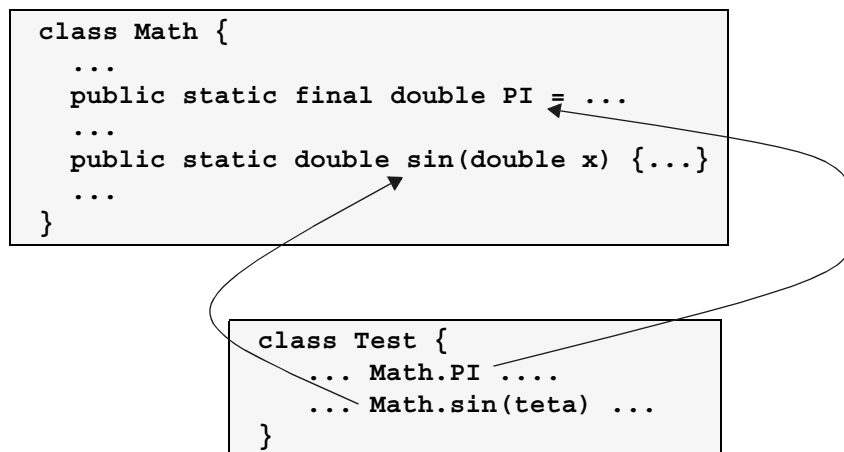 class Math {
...
public static final double PI = ...
...
public static double sin(double x) {...}
...
}
class Test {
... Math.PI ....
... Math.sin(teta) ...
}